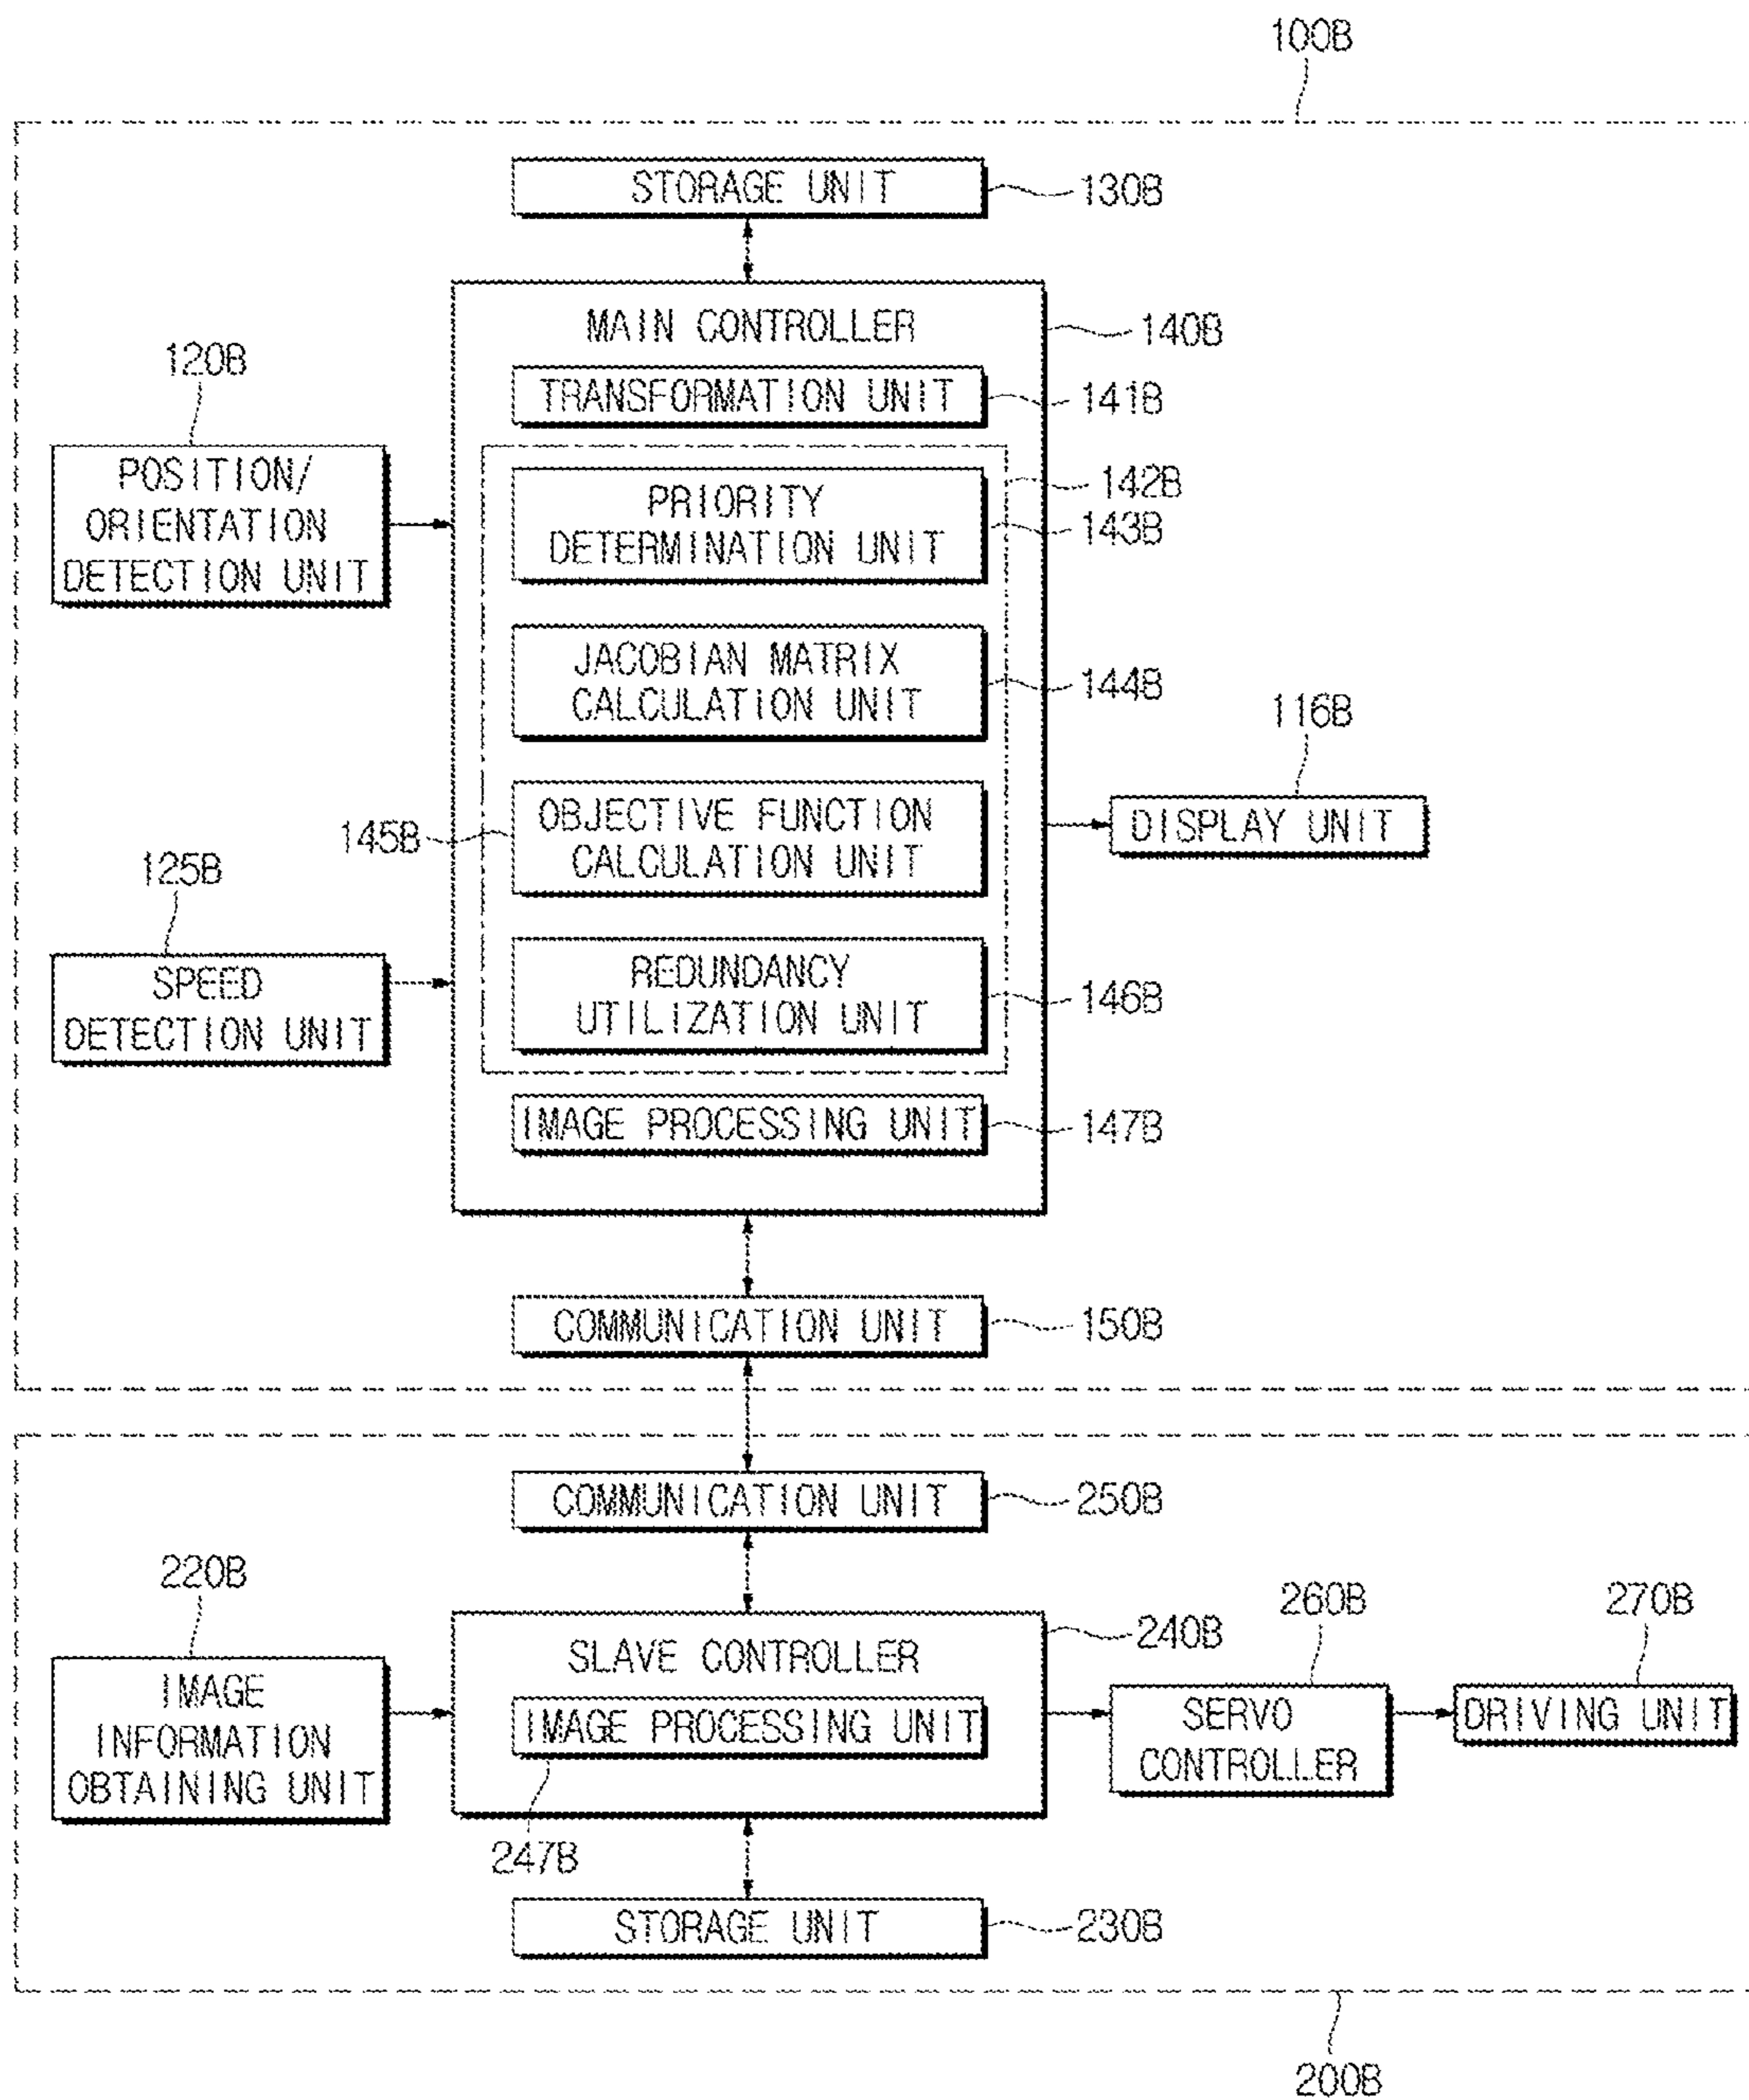 100B
STORAGE UNIT
130B
MAIN CONTROLLER
140B
TRANSFORMATION UNIT
141B
120B
POSITION/
ORIENTATION
DETECTION UNIT
142B
PRIORITY
DETERMINATION UNIT
143B
JACOBIAN MATRIX
CALCULATION UNIT
144B
116B
DISPLAY UNIT
145B
OBJECTIVE FUNCTION
CALCULATION UNIT
125B
SPEED
DETECTION UNIT
REDUNDANCY
UTILIZATION UNIT
146B
IMAGE PROCESSING UNIT
147B
COMMUNICATION UNIT
150B
COMMUNICATION UNIT
250B
220B
IMAGE
INFORMATION
OBTAINING UNIT
SLAVE CONTROLLER
240B
IMAGE PROCESSING UNIT
247B
260B
SERVO
CONTROLLER
270B
DRIVING UNIT
STORAGE UNIT
230B
200B